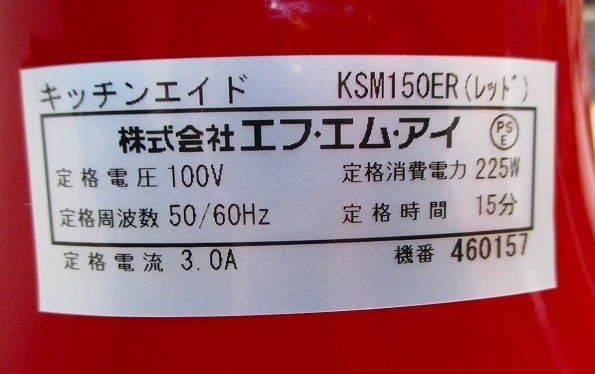 キッチンエイド KSM150ER(レッド)
株式会社エフ・エム・アイ PSE
定格電圧 100V 定格消費電力 225W
定格周波数 50/60Hz 定格時間 15分
定格電流 3.0A 機番 460157